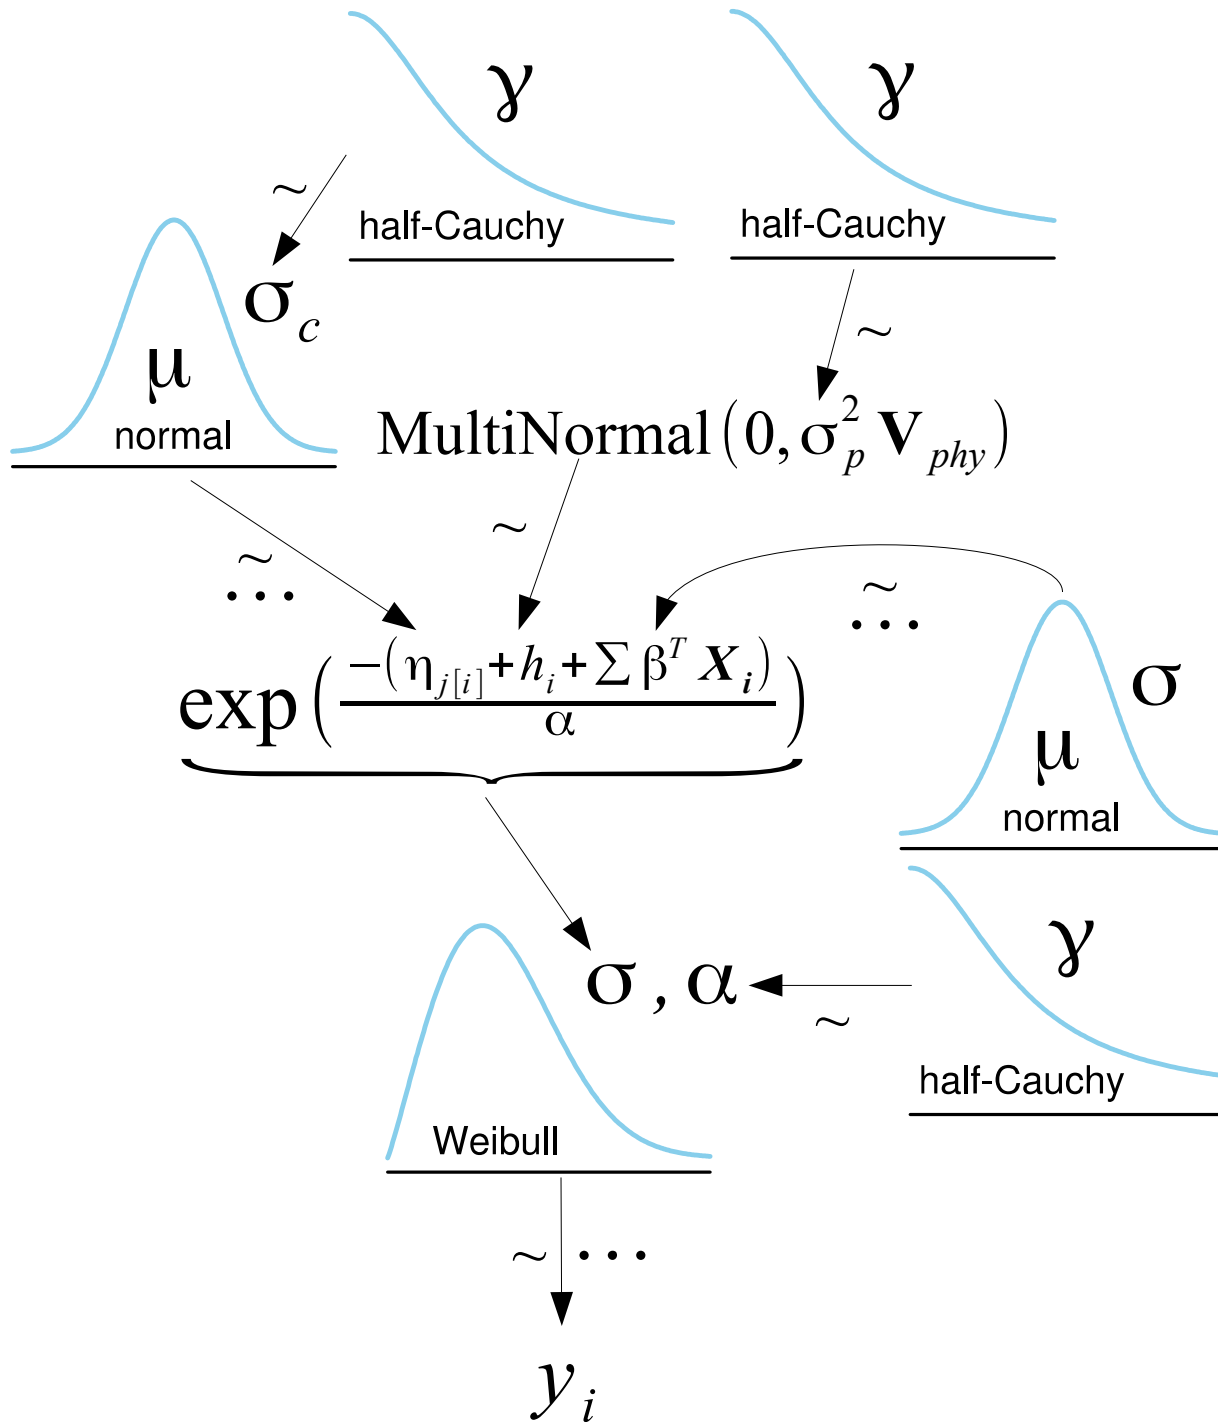 γ
γ
~
half-Cauchy
half-Cauchy
σ_c
~
μ
normal
MultiNormal(0, σ_p^2 V_phy)
~
~
...
~
...
exp(-(η_j[i] + h_i + ∑ β^T X_i) / α)
σ
μ
normal
γ
σ , α
~
half-Cauchy
Weibull
~ ...
y_i